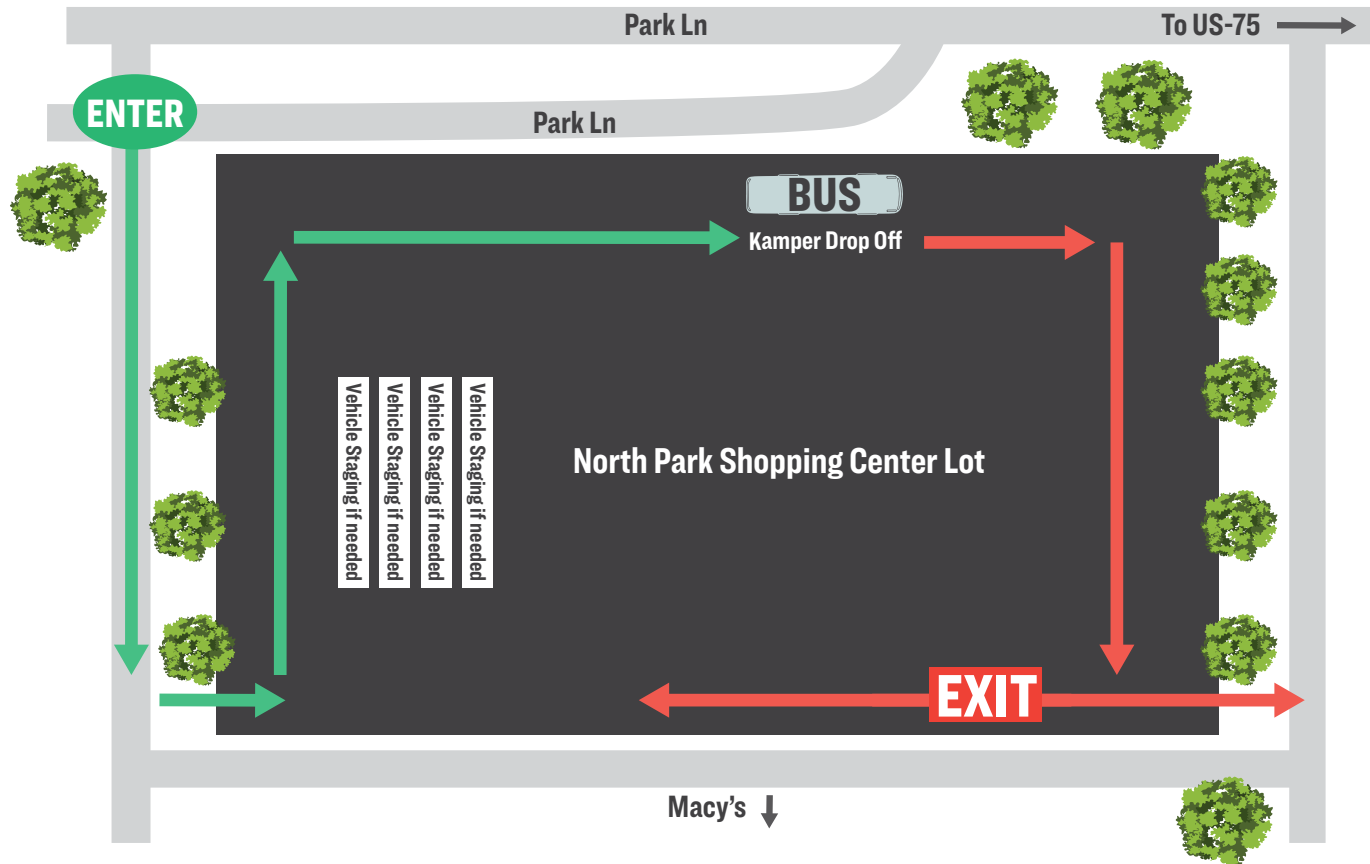 Park Ln
To US-75
ENTER
Park Ln
BUS
Kamper Drop Off
Vehicle Staging if needed
Vehicle Staging if needed
Vehicle Staging if needed
Vehicle Staging if needed
North Park Shopping Center Lot
EXIT
Macy's